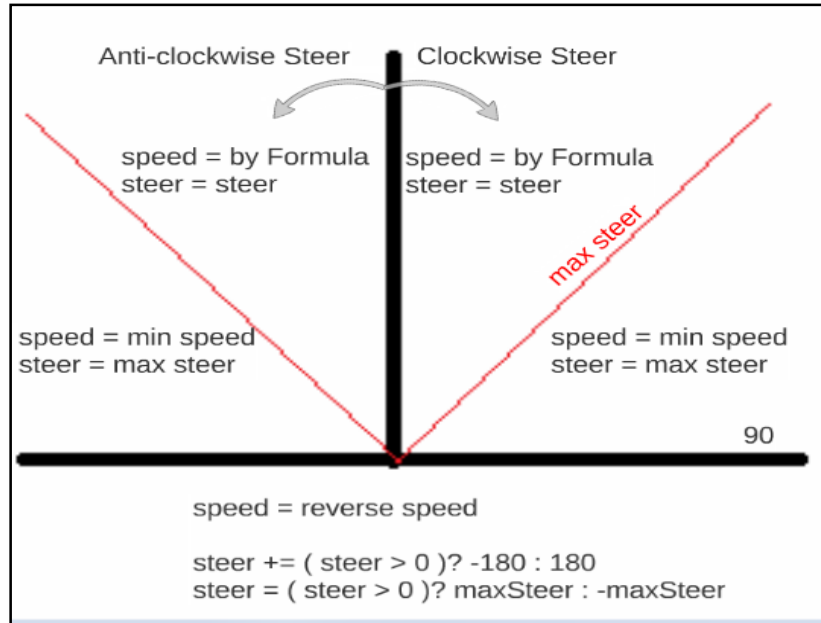 Anti-clockwise Steer
Clockwise Steer
speed = by Formula
steer = steer
speed = by Formula
steer = steer
max steer
speed = min speed
steer = max steer
speed = min speed
steer = max steer
90
speed = reverse speed
steer += ( steer > 0 )? -180 : 180
steer = ( steer > 0 )? maxSteer : -maxSteer